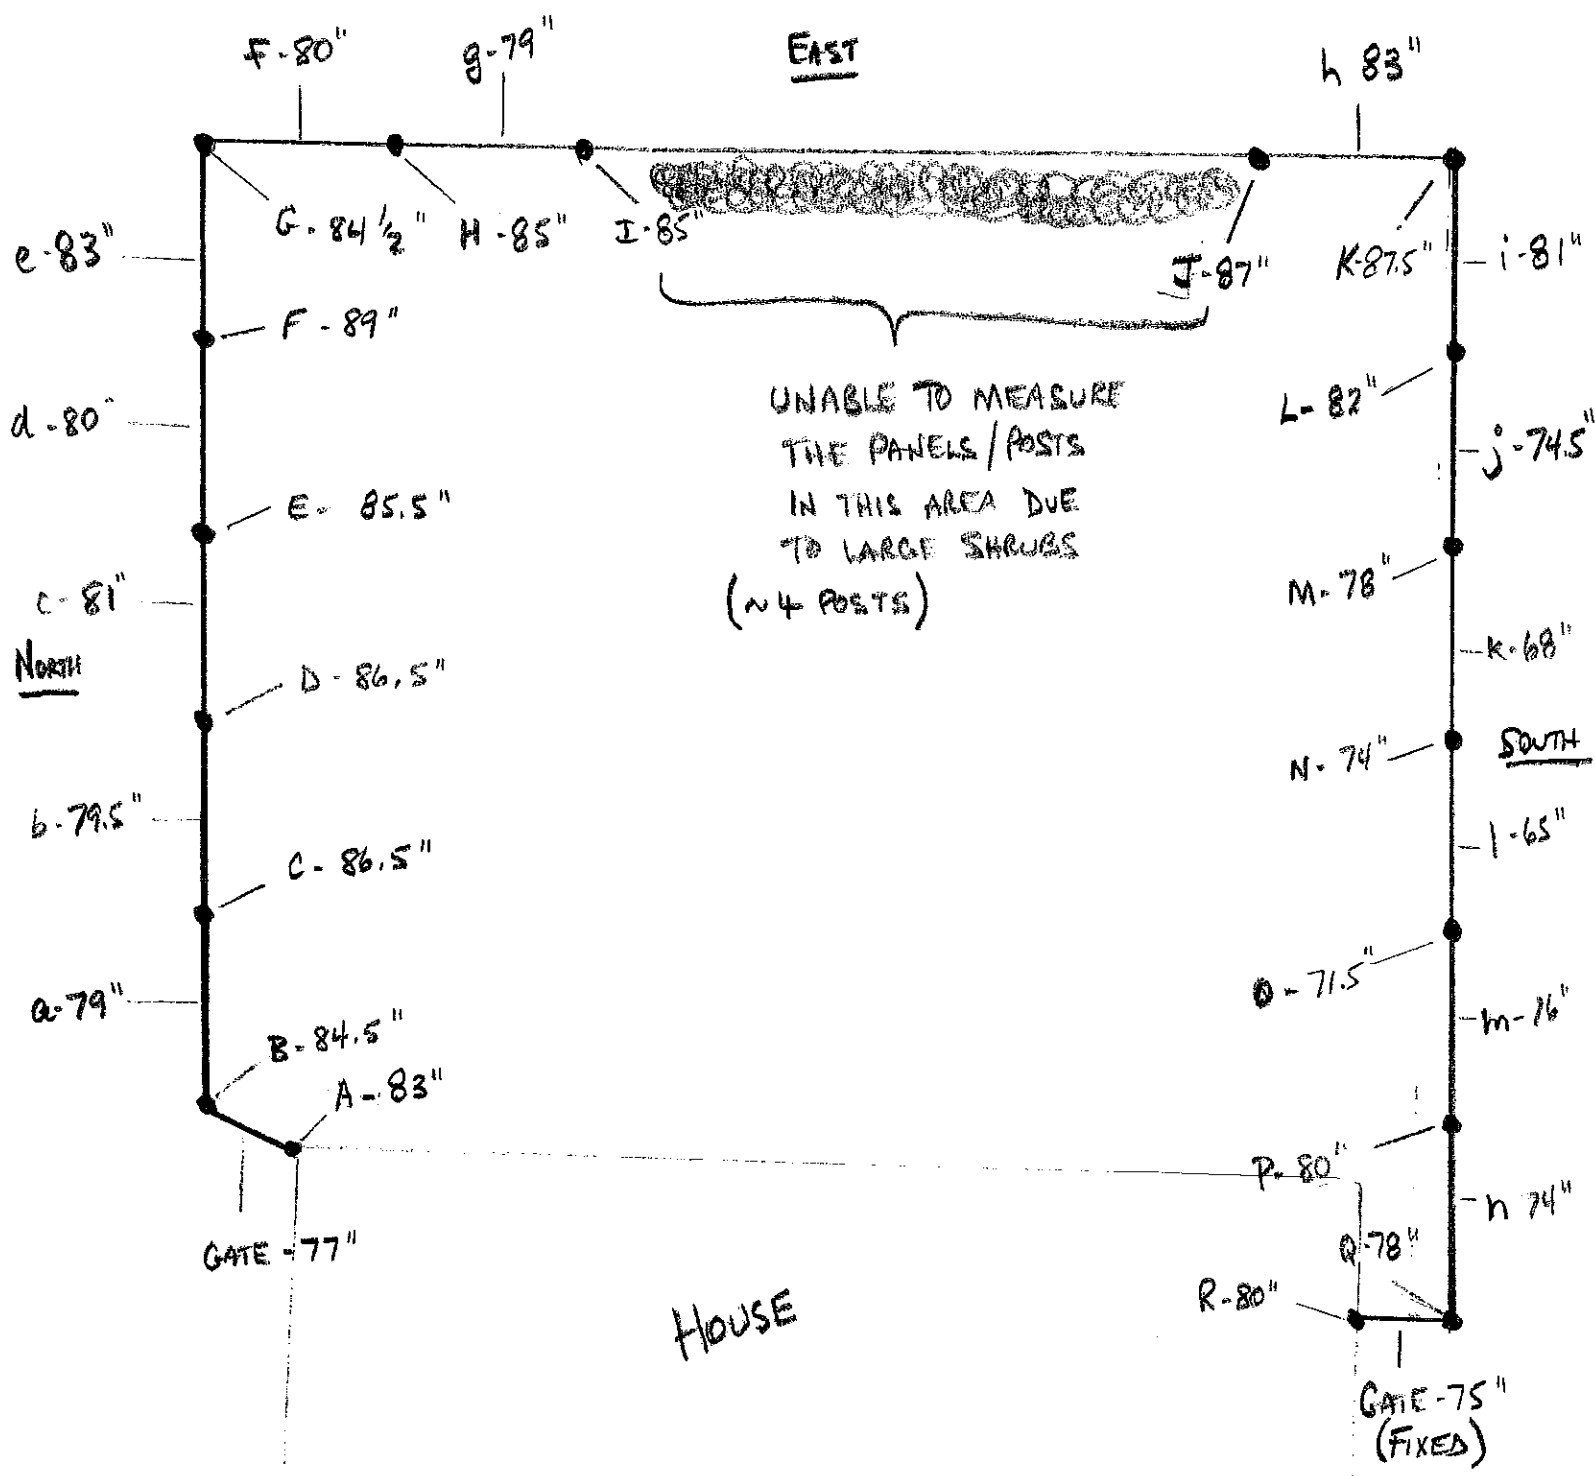 F-80"
g-79"
EAST
h 83"
G-84 1/2"
H-85"
I-85"
J-87"
K-87.5"
e-83"
i-81"
F-89"
UNABLE TO MEASURE
THE PANELS/POSTS
IN THIS AREA DUE
TO LARGE SHRUBS
(~4 POSTS)
L-82"
d-80"
j-74.5"
E-85.5"
M-78"
c-81"
k-68"
NORTH
D-86.5"
N-74"
SOUTH
b-79.5"
l-65"
C-86.5"
O-71.5"
a-79"
B-84.5"
A-83"
P-80"
n 74"
GATE-77"
Q-78"
R-80"
HOUSE
GATE-75"
(FIXED)